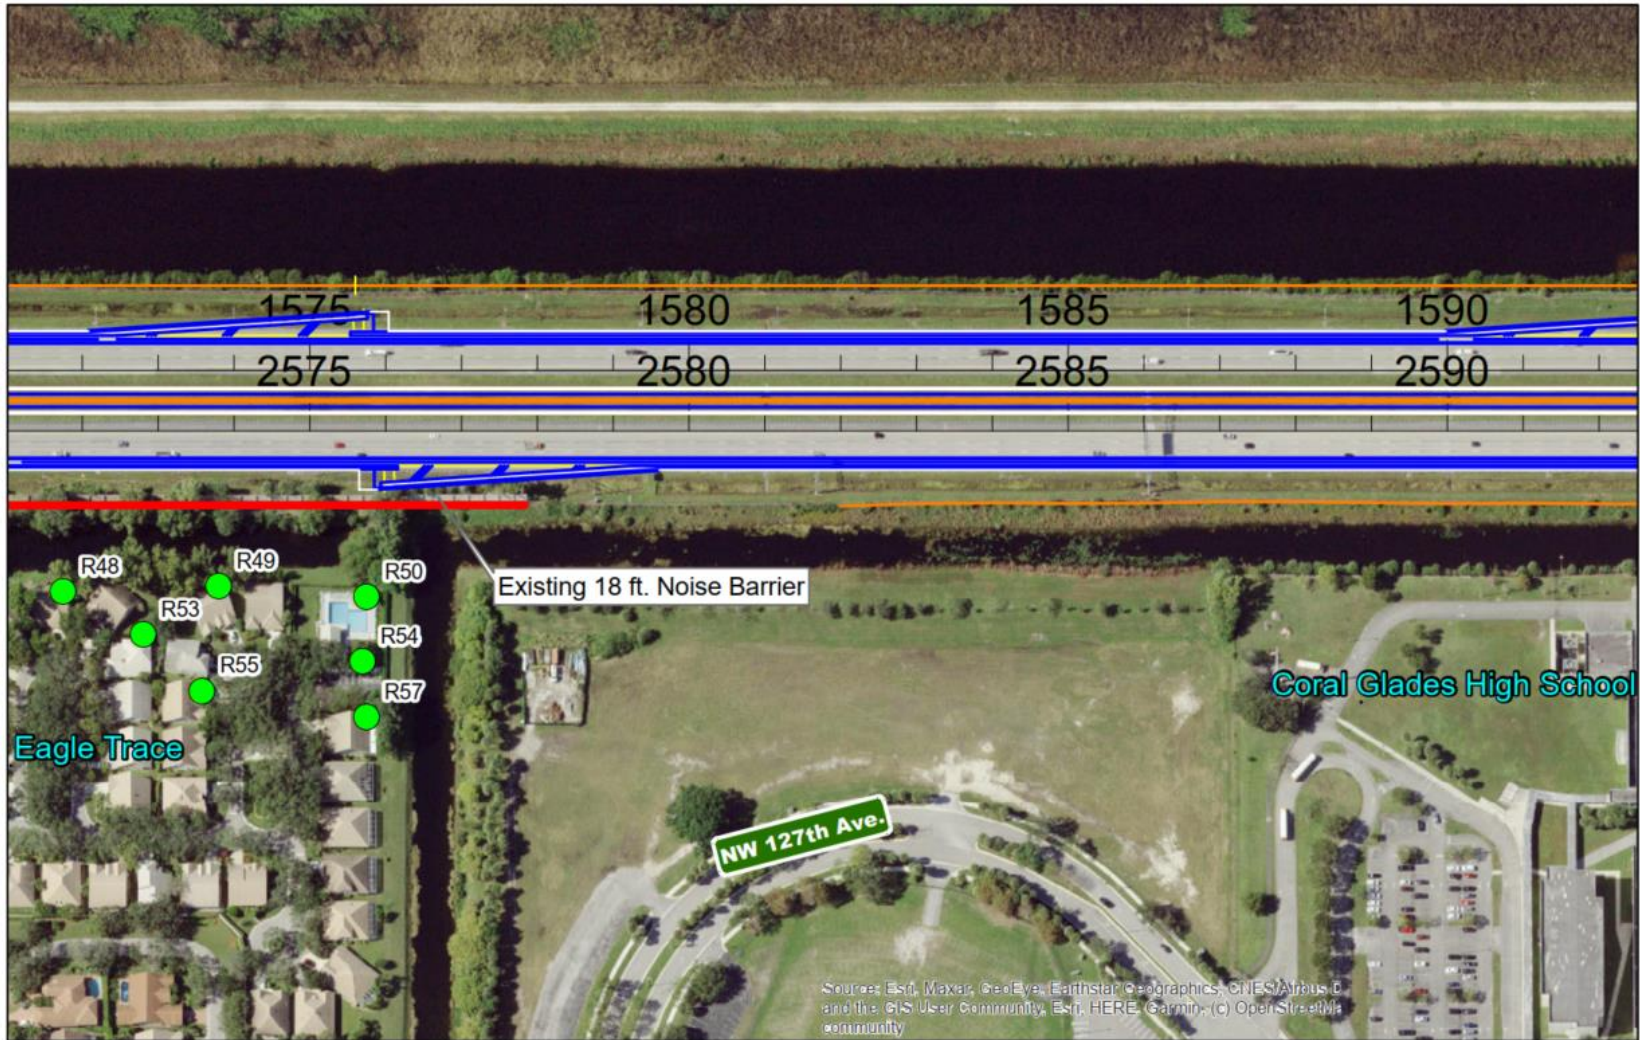 1575 1580 1585 1590
2575 2580 2585 2590
R48
R49
R50
Existing 18 ft. Noise Barrier
R53
R54
R55
R57
Coral Glades High School
Eagle Trace
NW 127th Ave.
Source: Esri, Maxar, GeoEye, Earthstar Geographics, CNES/Airbus D
and the GIS User Community, Esri, HERE, Garmin, (c) OpenStreetMa
community